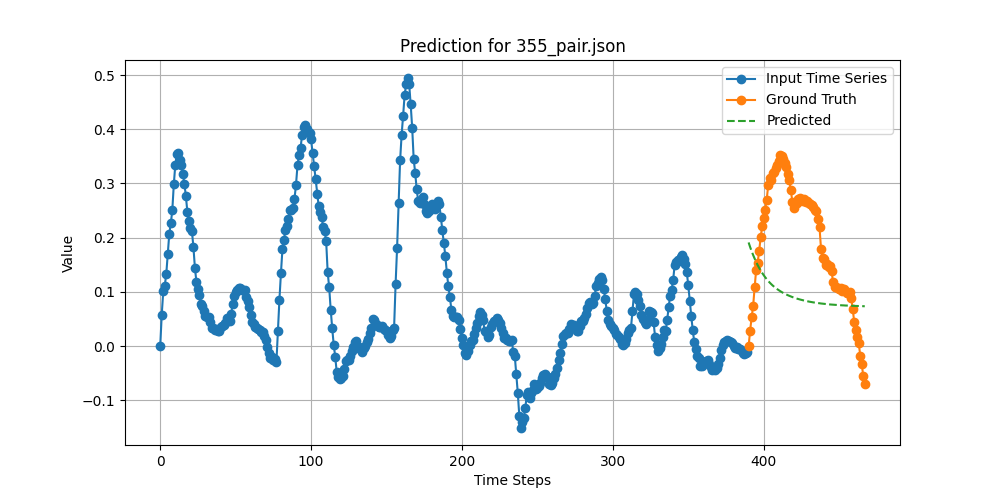 Prediction for 355_pair.json
Input Time Series
Ground Truth
Predicted
Value
0.5
0.4
0.3
0.2
0.1
0.0
−0.1
0
100
200
300
400
Time Steps